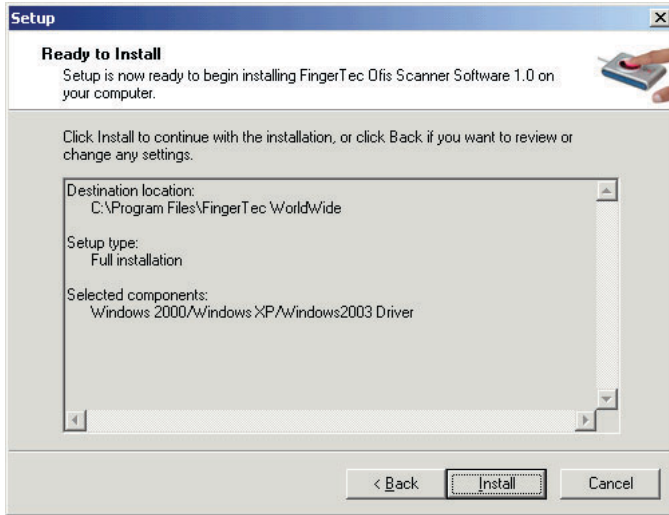 Setup
Ready to Install
Setup is now ready to begin installing FingerTec Ofis Scanner Software 1.0 on
your computer.
Click Install to continue with the installation, or click Back if you want to review or
change any settings.
Destination location:
C:\Program Files\FingerTec WorldWide
Setup type:
Full installation
Selected components:
Windows 2000/Windows XP/Windows2003 Driver
< Back
Install
Cancel